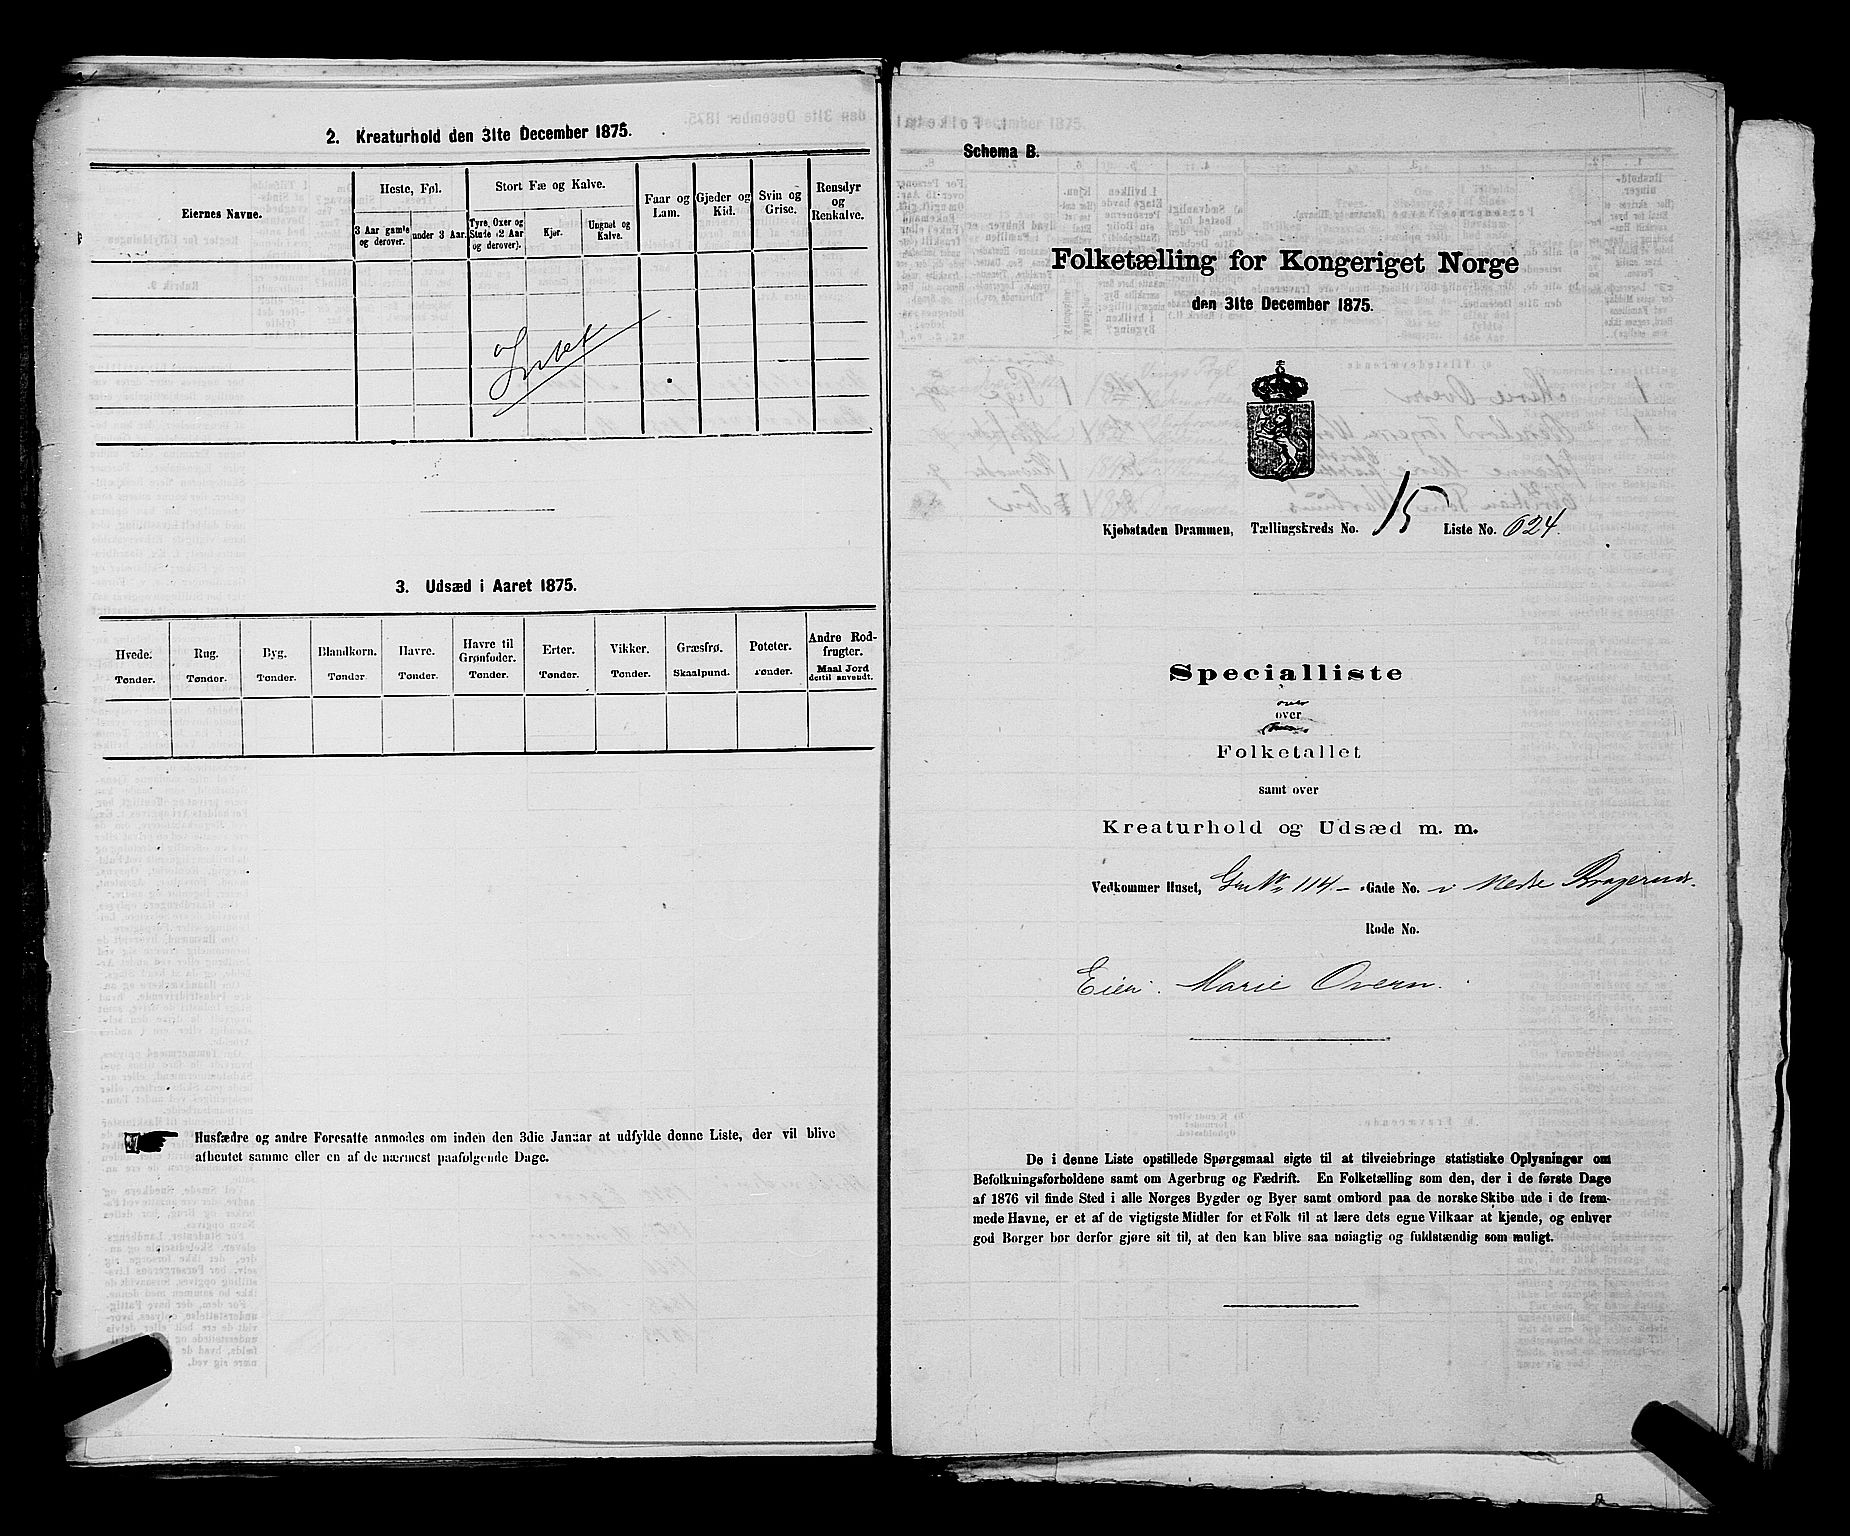 2. Kreaturhold den 31te December 1875.
Eiernes Navne.
Heste, Føl.
3 Aar gamle og derover.
under 3 Aar.
Stort Fæ og Kalve.
Tyre, Oxer og Stude (2 Aar og derover).
Kjør.
Ungnet og Kalve.
Faar og Lam.
Gjeder og Kid.
Svin og Grise.
Rensdyr og Renkalve.
Intet
3. Udsæd i Aaret 1875.
Hvede. Tønder.
Rug. Tønder.
Byg. Tønder.
Blandkorn. Tønder.
Havre. Tønder.
Havre til Grønfoder. Tønder.
Erter. Tønder.
Vikker. Tønder.
Græsfrø. Skaalpund.
Poteter. Tønder.
Andre Rodfrugter. Maal Jord dertil anvendt.
Husfædre og andre Foresatte anmodes om inden den 3die Januar at udfylde denne Liste, der vil blive
afhentet samme eller en af de nærmest paafølgende Dage.
Schema B.
Folketælling for Kongeriget Norge
den 31te December 1875.
Kjøbstaden Drammen, Tællingskreds No. 15 Liste No. 624.
Specialliste
over
over
Folketallet
samt over
Kreaturhold og Udsæd m. m.
Vedkommer Huset, Gr No 114 - Gade No. i Nedre Bragernæs
Rode No.
Eier. Marie Overn.
De i denne Liste opstillede Spørgsmaal sigte til at tilveiebringe statistiske Oplysninger om
Befolkningsforholdene samt om Agerbrug og Fædrift. En Folketælling som den, der i de første Dage
af 1876 vil finde Sted i alle Norges Bygder og Byer samt ombord paa de norske Skibe ude i de frem-
mede Havne, er et af de vigtigste Midler for et Folk til at lære dets egne Vilkaar at kjende, og enhver
god Borger bør derfor gjøre sit til, at den kan blive saa nøiagtig og fuldstændig som muligt.